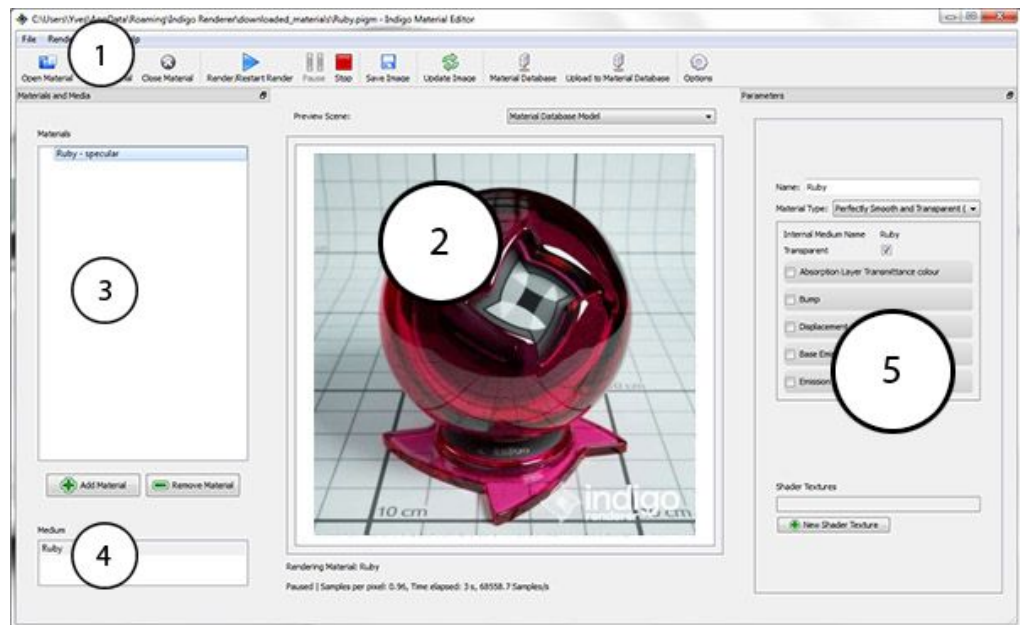 C:\Users\Yves\AppData\Roaming\Indigo Renderer\downloaded_materials\Ruby.pigm - Indigo Material Editor
File
1
Open Material Close Material Render/Restart Render Pause Stop Save Image Update Image Material Database Upload to Material Database Options
Materials and Media
Parameters
Preview Scene: Material Database Model
Materials
Ruby - specular
2
3
Name: Ruby
Material Type: Perfectly Smooth and Transparent (
Internal Medium Name Ruby
Transparent
Absorption Layer Transmittance colour
Bump
Displacement
Base
Emission
5
indigo
10 cm
cm
Add Material Remove Material
Shader Textures
New Shader Texture
Medium
Ruby
4
Rendering Material: Ruby
Paused | Samples per pixel: 0.96, Time elapsed: 3 s, 68558.7 Samples/s